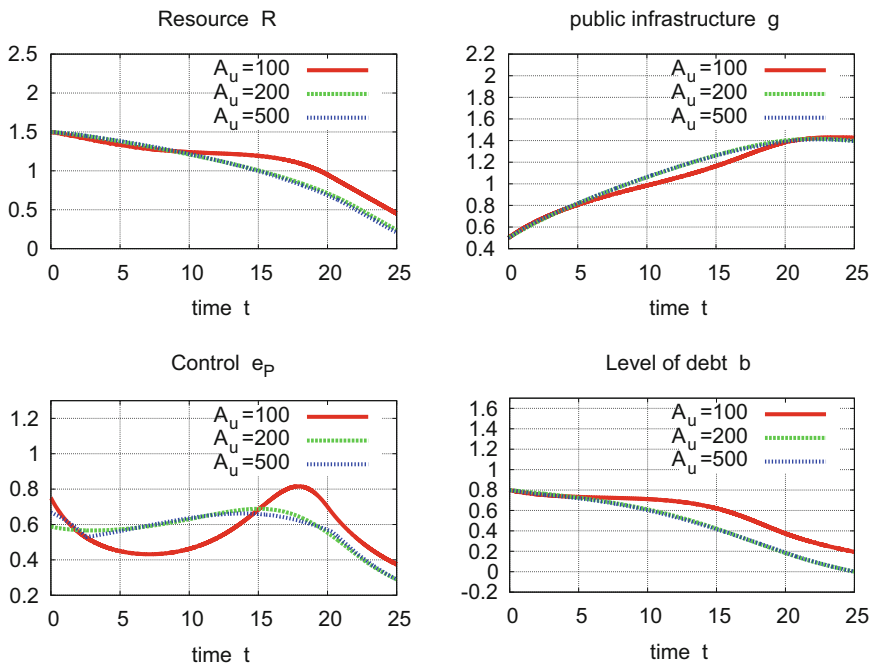 Resource R
2.5
2
1.5
1
0.5
0
A_u=100
A_u=200
A_u=500
0 5 10 15 20 25
time t
public infrastructure g
2.2
2
1.8
1.6
1.4
1.2
1
0.8
0.6
0.4
A_u=100
A_u=200
A_u=500
0 5 10 15 20 25
time t
Control e_P
1.2
1
0.8
0.6
0.4
0.2
A_u=100
A_u=200
A_u=500
0 5 10 15 20 25
time t
Level of debt b
1.6
1.4
1.2
1
0.8
0.6
0.4
0.2
0
-0.2
A_u=100
A_u=200
A_u=500
0 5 10 15 20 25
time t